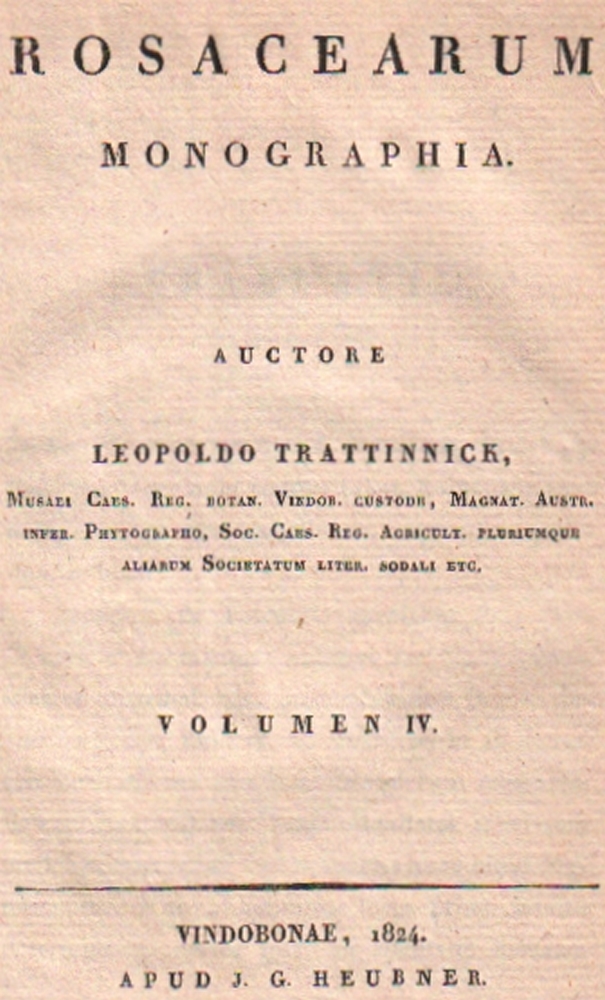 ROSACEARUM
MONOGRAPHIA.
AUCTORE
LEOPOLDO TRATTINNICK,
MUSAEI CAES. REG. BOTAN. VINDOB. CUSTODE, MAGNAT. AUSTR.
INFER. PHYTOGRAPHO, SOC. CAES. REG. AGRICULT. PLURIUMQUE
ALIARUM SOCIETATUM LITER. SODALI ETC.
VOLUMEN IV.
VINDOBONAE, 1824.
APUD J. G. HEUBNER.